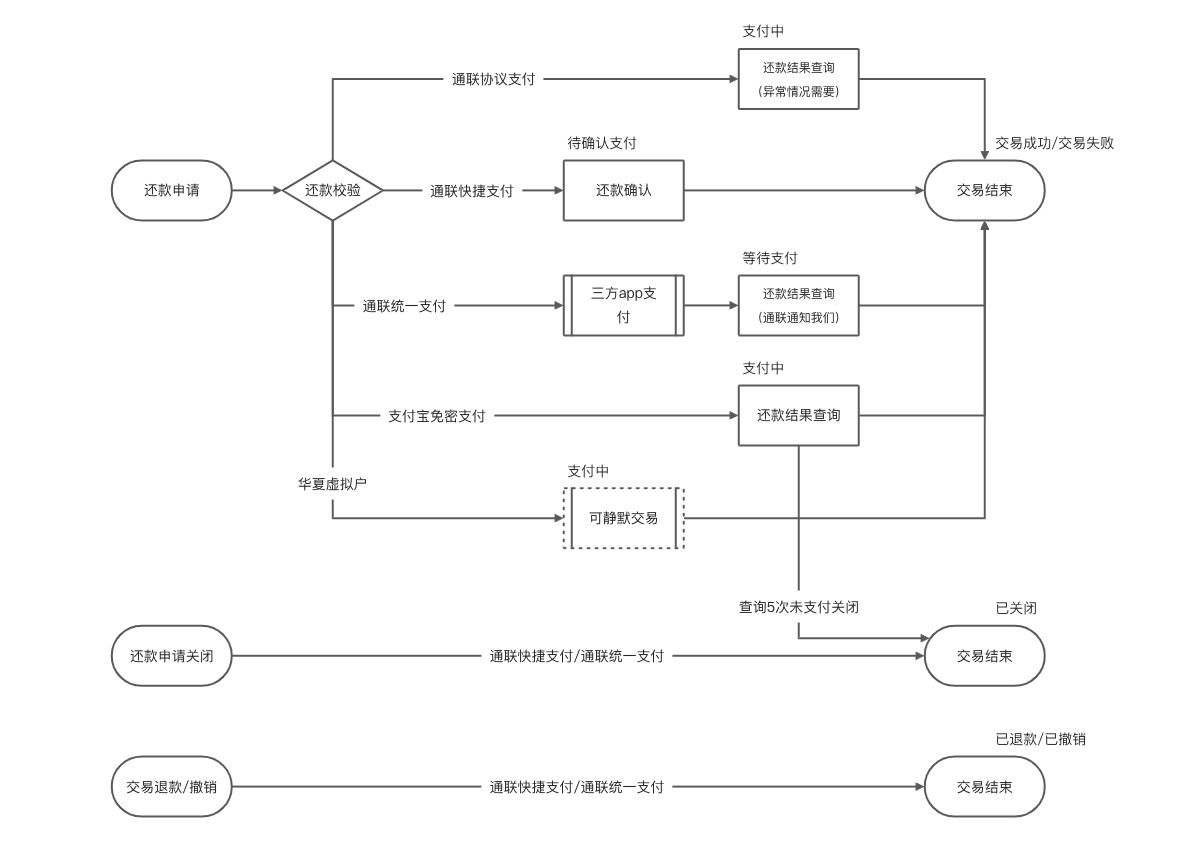 支付中
还款结果查询
(异常情况需要)
通联协议支付
待确认支付
交易成功/交易失败
还款申请
还款校验
通联快捷支付
还款确认
交易结束
等待支付
通联统一支付
三方app支
付
还款结果查询
(通联通知我们)
支付中
支付宝免密支付
还款结果查询
支付中
华夏虚拟户
可静默交易
查询5次未支付关闭
已关闭
还款申请关闭
通联快捷支付/通联统一支付
交易结束
已退款/已撤销
交易退款/撤销
通联快捷支付/通联统一支付
交易结束